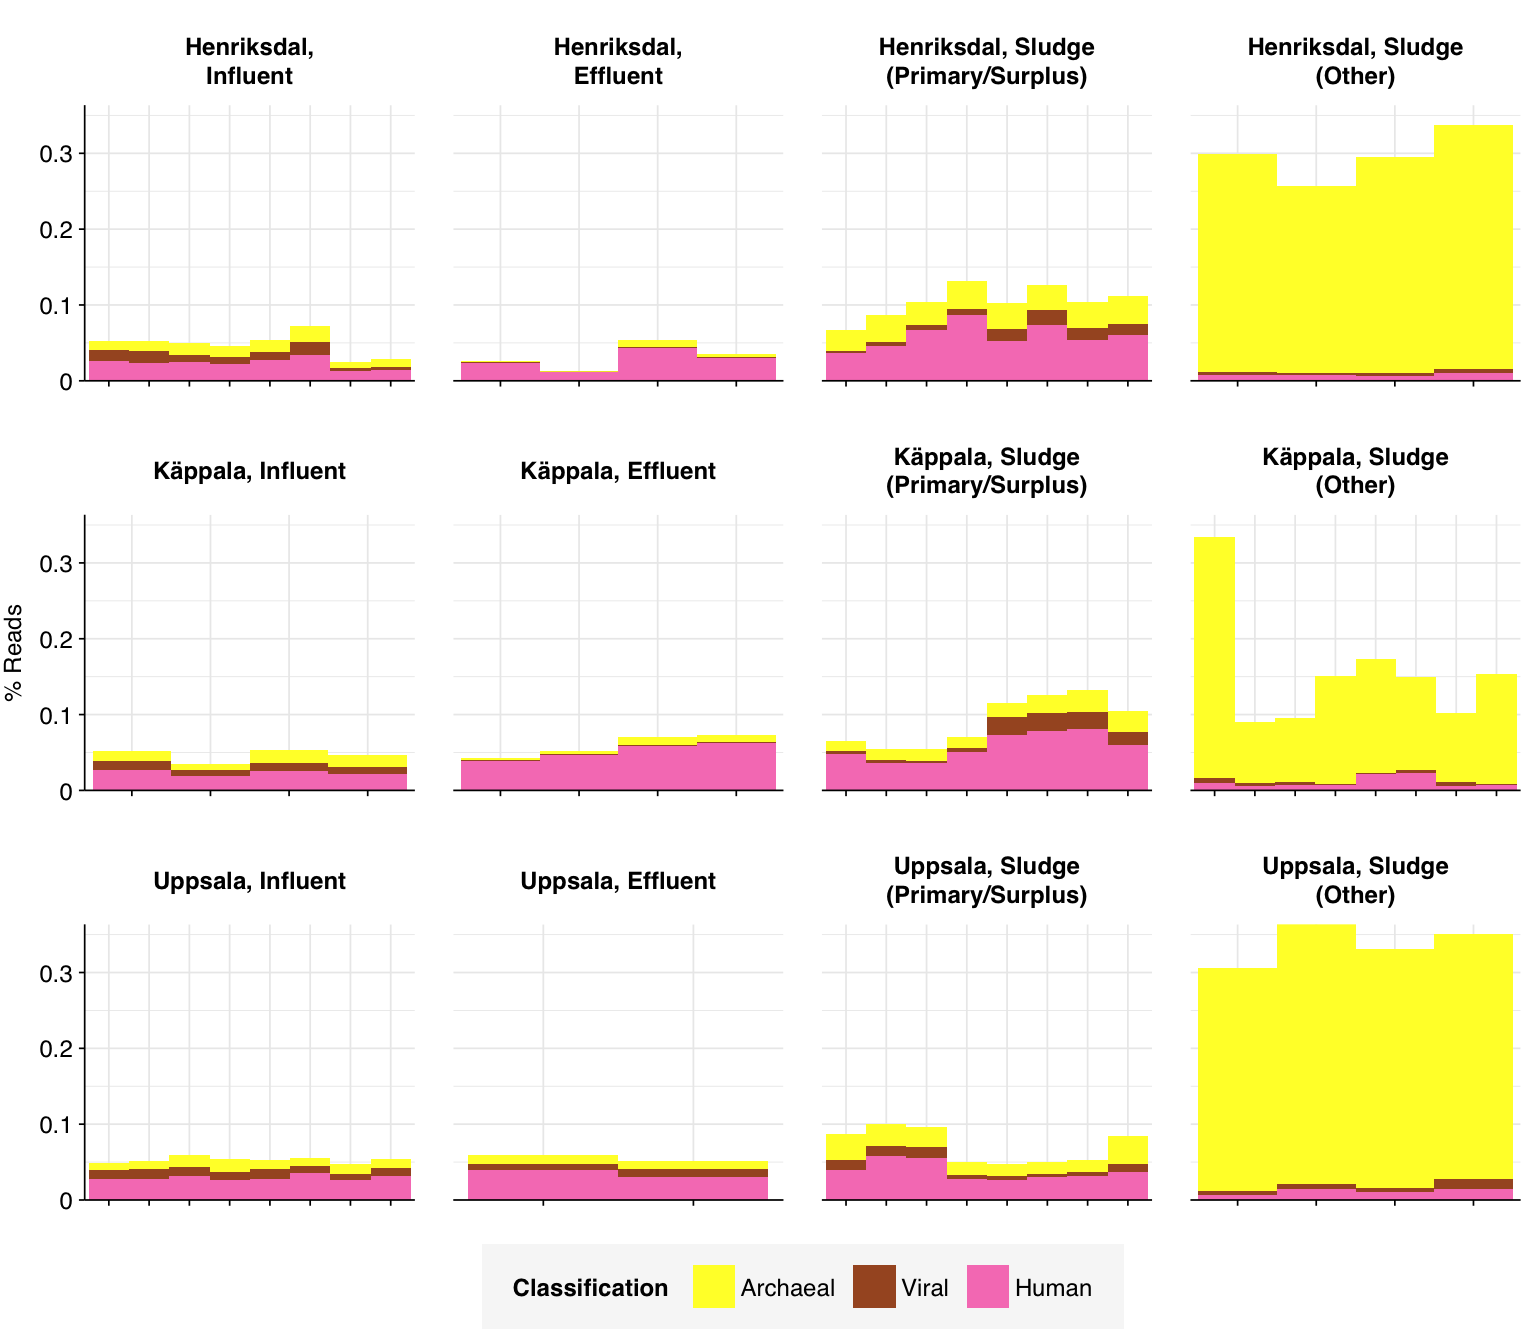 Henriksdal,
Influent
Henriksdal,
Effluent
Henriksdal, Sludge
(Primary/Surplus)
Henriksdal, Sludge
(Other)
0.3
0.2
0.1
0
Käppala, Influent
Käppala, Effluent
Käppala, Sludge
(Primary/Surplus)
Käppala, Sludge
(Other)
% Reads
0.3
0.2
0.1
0
Uppsala, Influent
Uppsala, Effluent
Uppsala, Sludge
(Primary/Surplus)
Uppsala, Sludge
(Other)
0.3
0.2
0.1
0
Classification Archaeal Viral Human